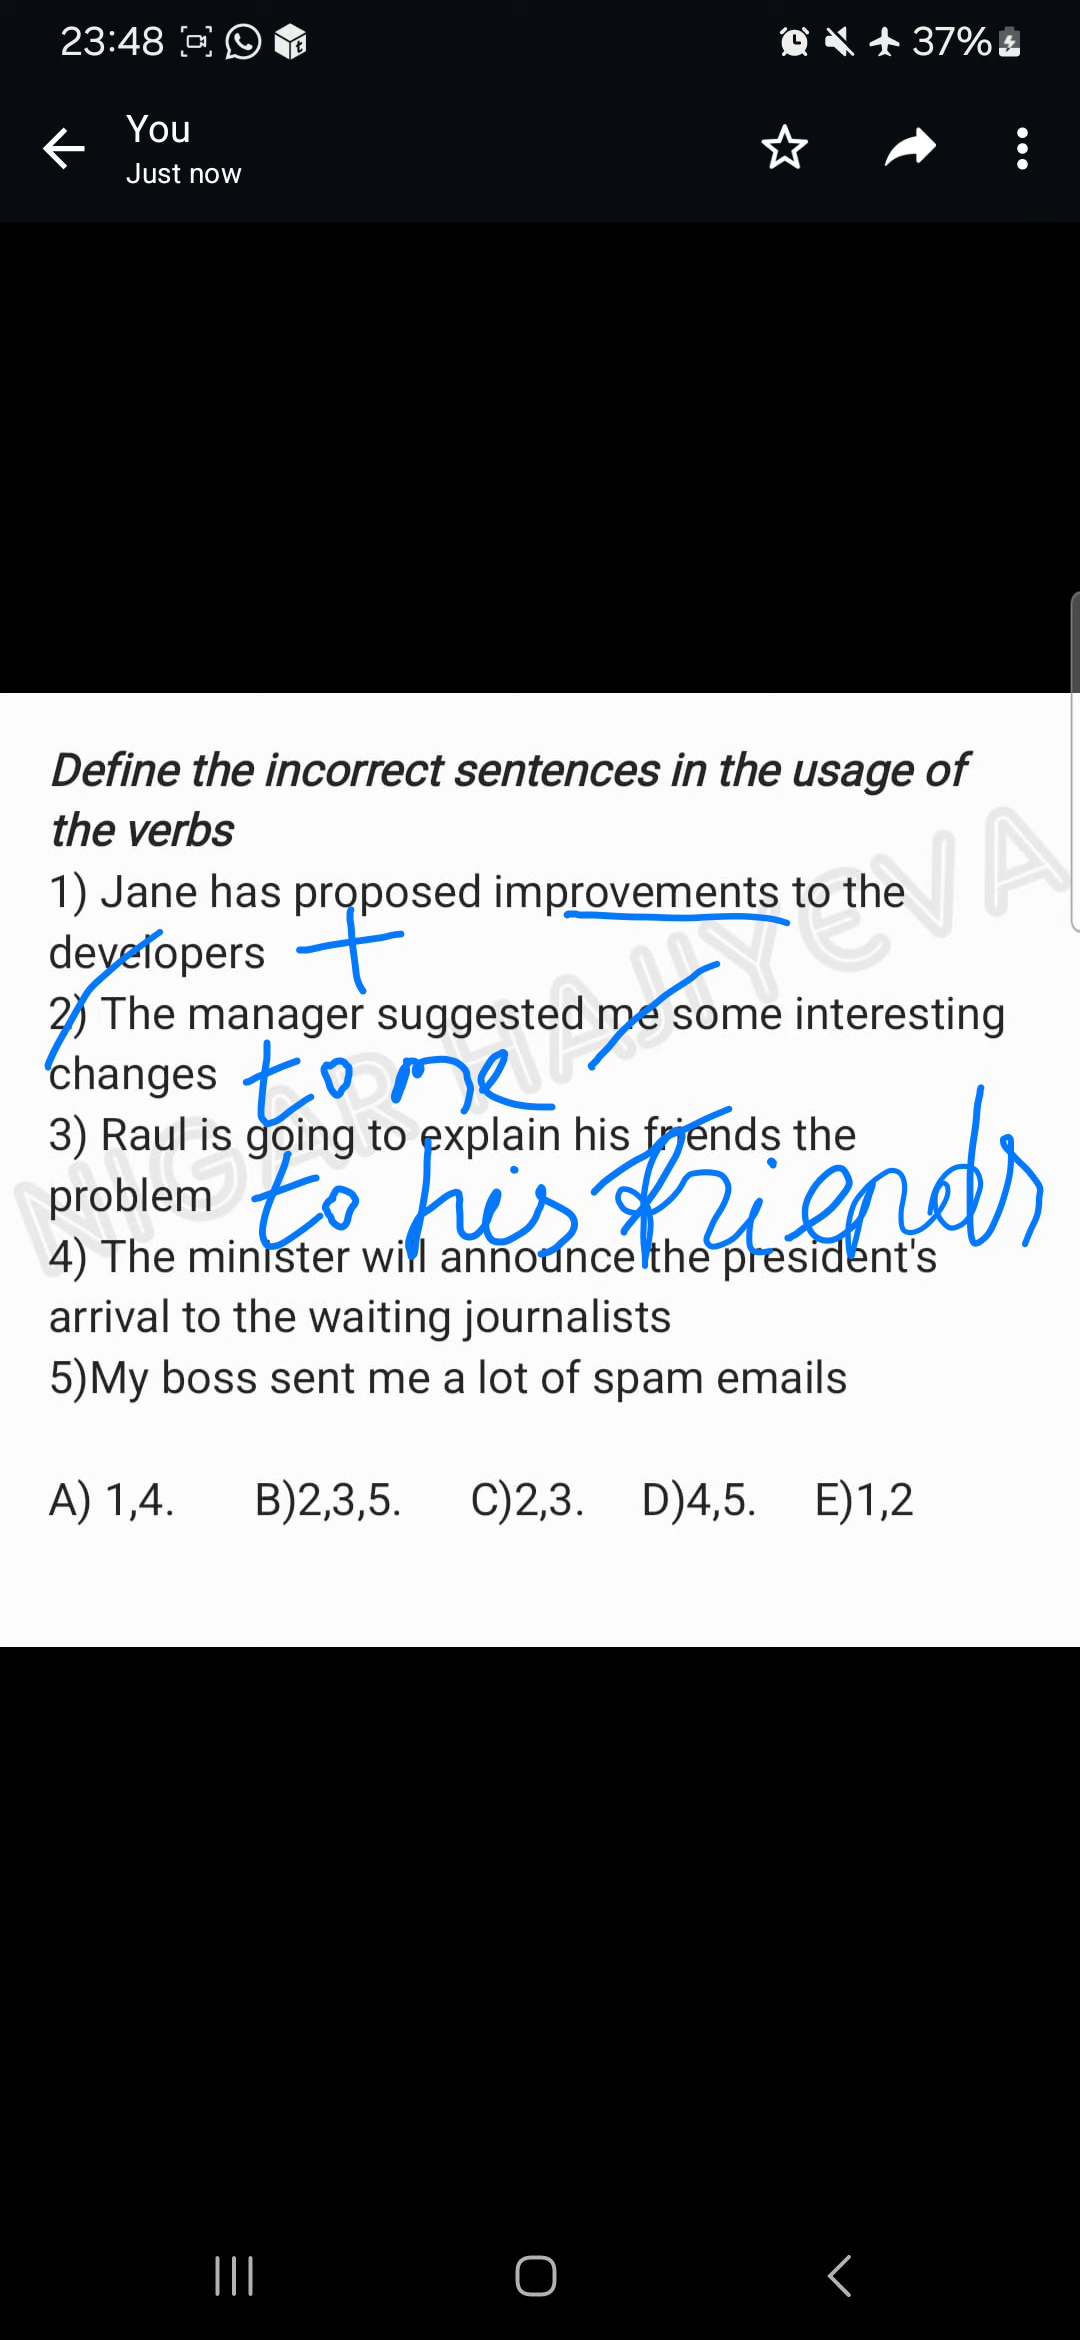 23:48
37%
You
Just now
Define the incorrect sentences in the usage of
the verbs
1) Jane has proposed improvements to the
developers +
2) The manager suggested me some interesting
changes to me
3) Raul is going to explain his friends the
problem to his friends
4) The minister will announce the president's
arrival to the waiting journalists
5)My boss sent me a lot of spam emails
A) 1,4. B)2,3,5. C)2,3. D)4,5. E)1,2
NIGAR HAJIYEVA